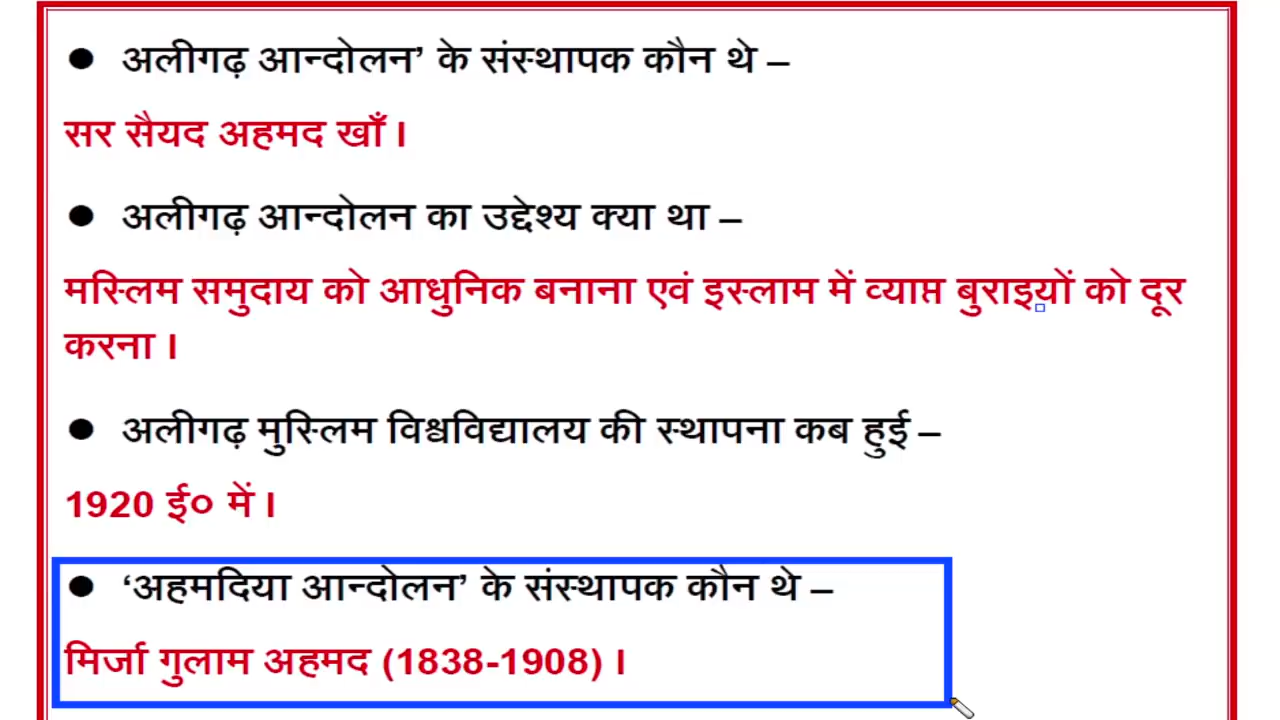 ● अलीगढ़ आन्दोलन’ के संस्थापक कौन थे –
सर सैयद अहमद खाँ ।
● अलीगढ़ आन्दोलन का उद्देश्य क्या था –
मस्लिम समुदाय को आधुनिक बनाना एवं इस्लाम में व्याप्त बुराइयों को दूर
करना ।
● अलीगढ़ मुस्लिम विश्वविद्यालय की स्थापना कब हुई –
1920 ई० में ।
● ‘अहमदिया आन्दोलन’ के संस्थापक कौन थे –
मिर्जा गुलाम अहमद (1838-1908) ।